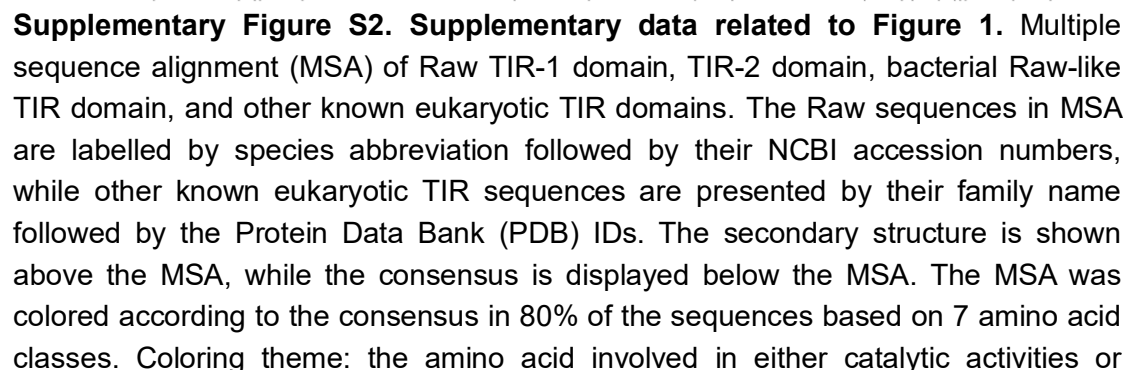 Supplementary Figure S2. Supplementary data related to Figure 1. Multiple
sequence alignment (MSA) of Raw TIR-1 domain, TIR-2 domain, bacterial Raw-like
TIR domain, and other known eukaryotic TIR domains. The Raw sequences in MSA
are labelled by species abbreviation followed by their NCBI accession numbers,
while other known eukaryotic TIR sequences are presented by their family name
followed by the Protein Data Bank (PDB) IDs. The secondary structure is shown
above the MSA, while the consensus is displayed below the MSA. The MSA was
colored according to the consensus in 80% of the sequences based on 7 amino acid
classes. Coloring theme: the amino acid involved in either catalytic activities or